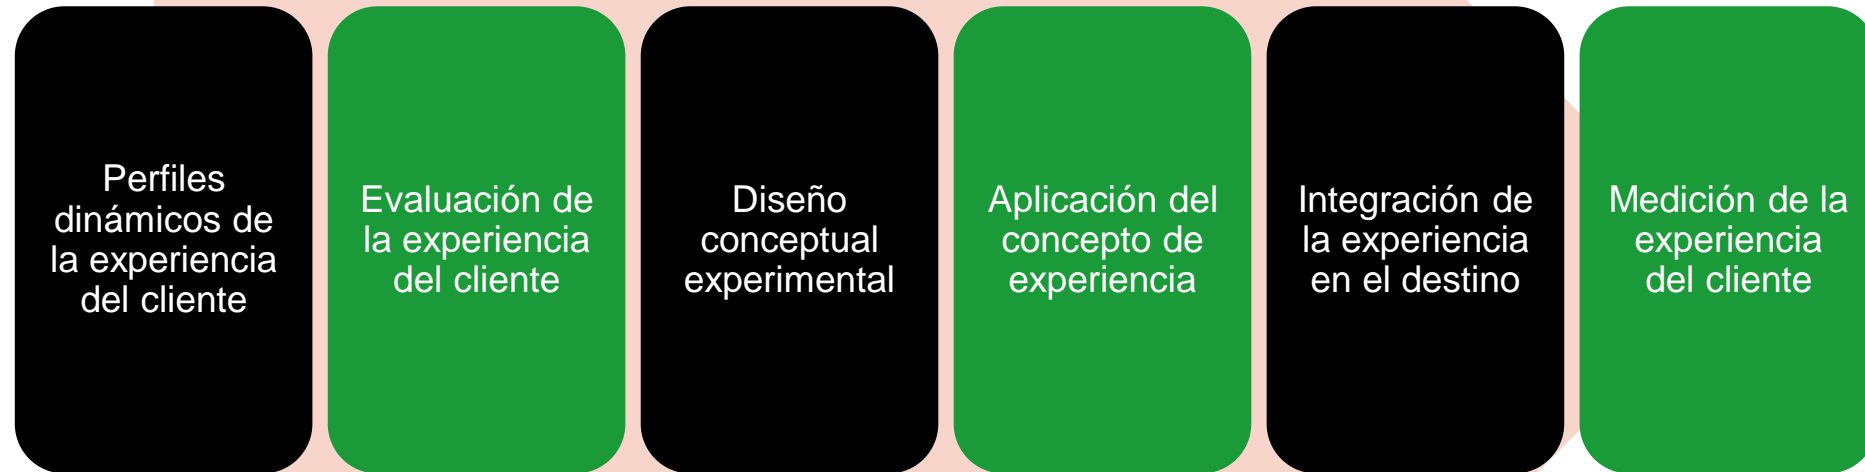 Perfiles
dinámicos de
la experiencia
del cliente
Evaluación de
la experiencia
del cliente
Diseño
conceptual
experimental
Aplicación del
concepto de
experiencia
Integración de
la experiencia
en el destino
Medición de la
experiencia
del cliente